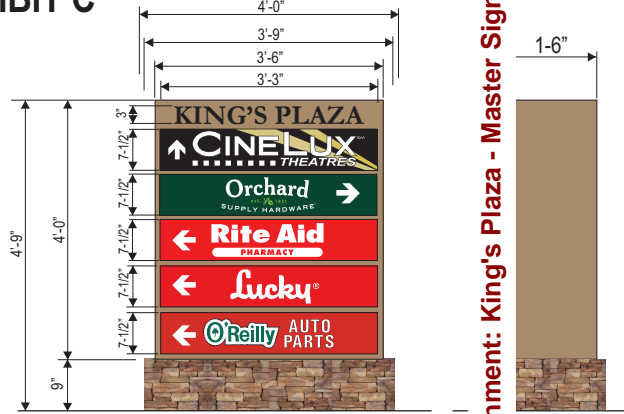 IBIT C
4'-0"
3'-9"
3'-6"
3'-3"
1-6"
3"
KING'S PLAZA
7-1/2"
CINELUX
THEATRES
7-1/2"
Orchard
est. 1931
SUPPLY HARDWARE
7-1/2"
Rite Aid
PHARMACY
7-1/2"
Lucky®
7-1/2"
O'Reilly AUTO
PARTS
4'-9"
4'-0"
9"
nment: King's Plaza - Master Sign